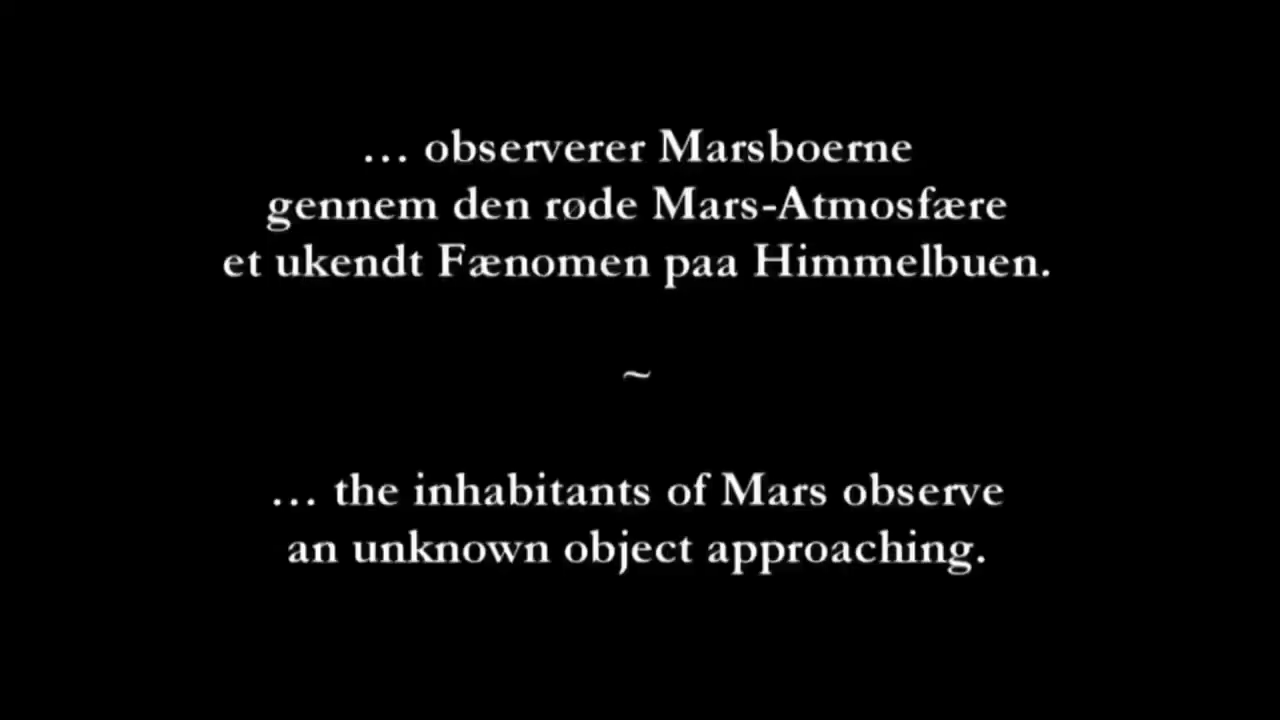 … observerer Marsboerne
gennem den røde Mars-Atmosfære
et ukendt Fænomen paa Himmelbuen.
~
… the inhabitants of Mars observe
an unknown object approaching.